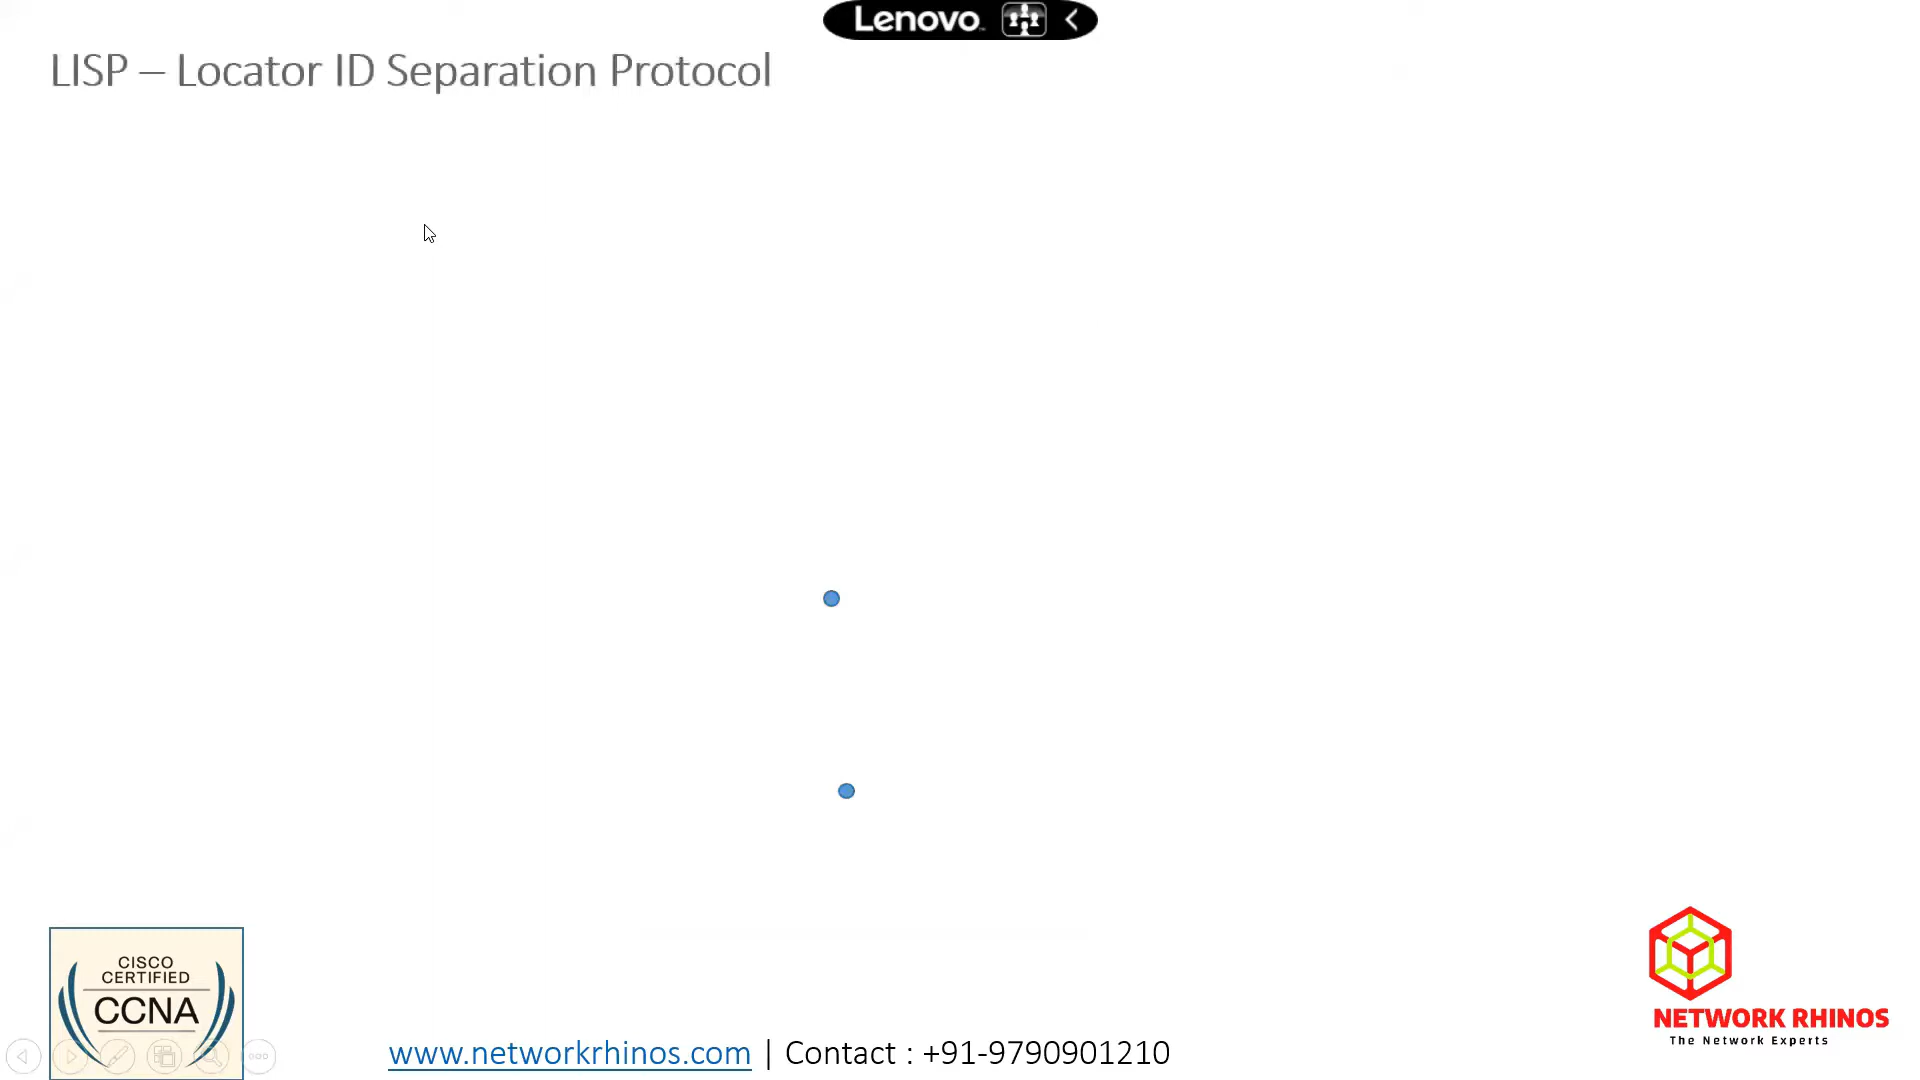 Lenovo
LISP – Locator ID Separation Protocol
CISCO
CERTIFIED
CCNA
www.networkrhinos.com | Contact : +91-9790901210
NETWORK RHINOS
The Network Experts